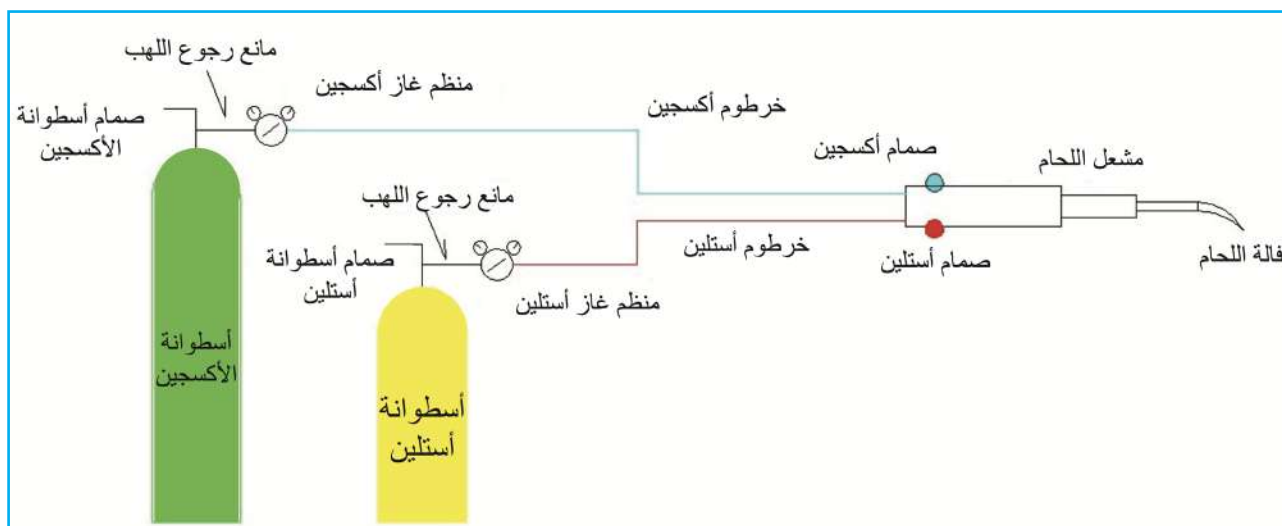 مانع رجوع اللهب
منظم غاز أكسجين
صمام أسطوانة
الأكسجين
خرطوم أكسجين
صمام أكسجين
مشعل اللحام
مانع رجوع اللهب
خرطوم أستلين
صمام أستلين
فالة اللحام
صمام أسطوانة
أستلين
منظم غاز أستلين
أسطوانة
الأكسجين
أسطوانة
أستلين